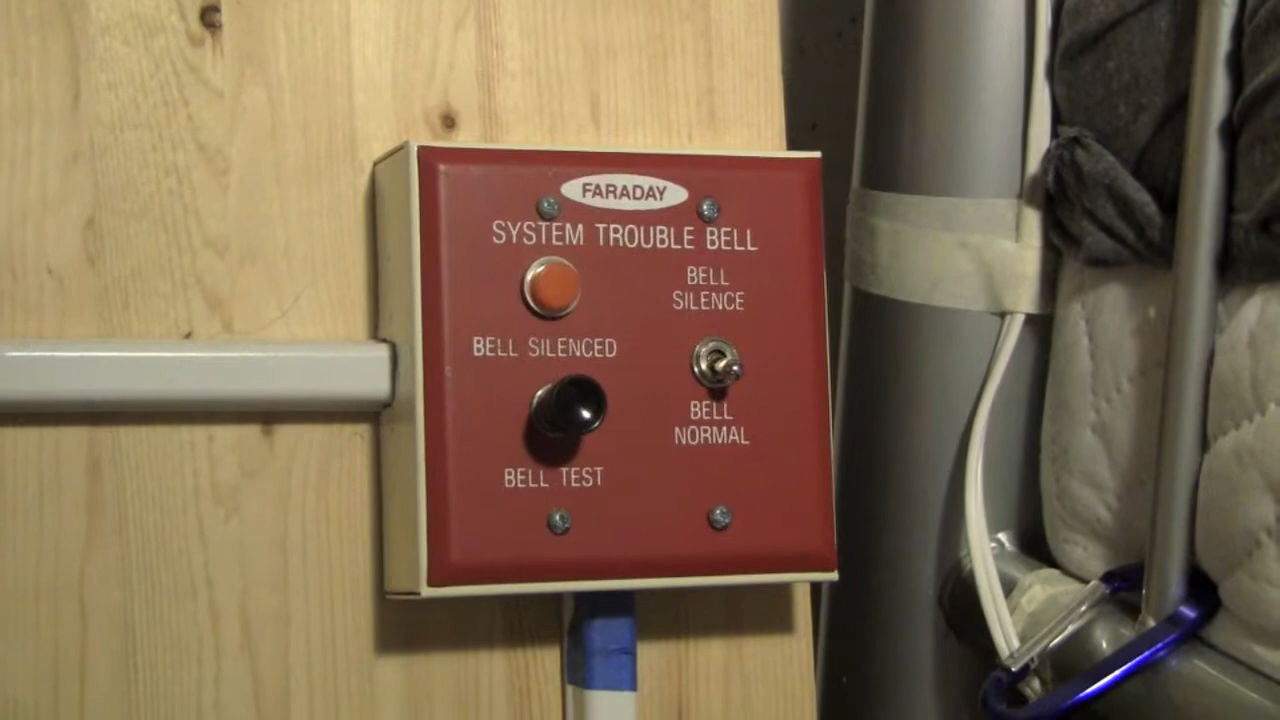 FARADAY
SYSTEM TROUBLE BELL
BELL
SILENCE
BELL SILENCED
BELL
NORMAL
BELL TEST